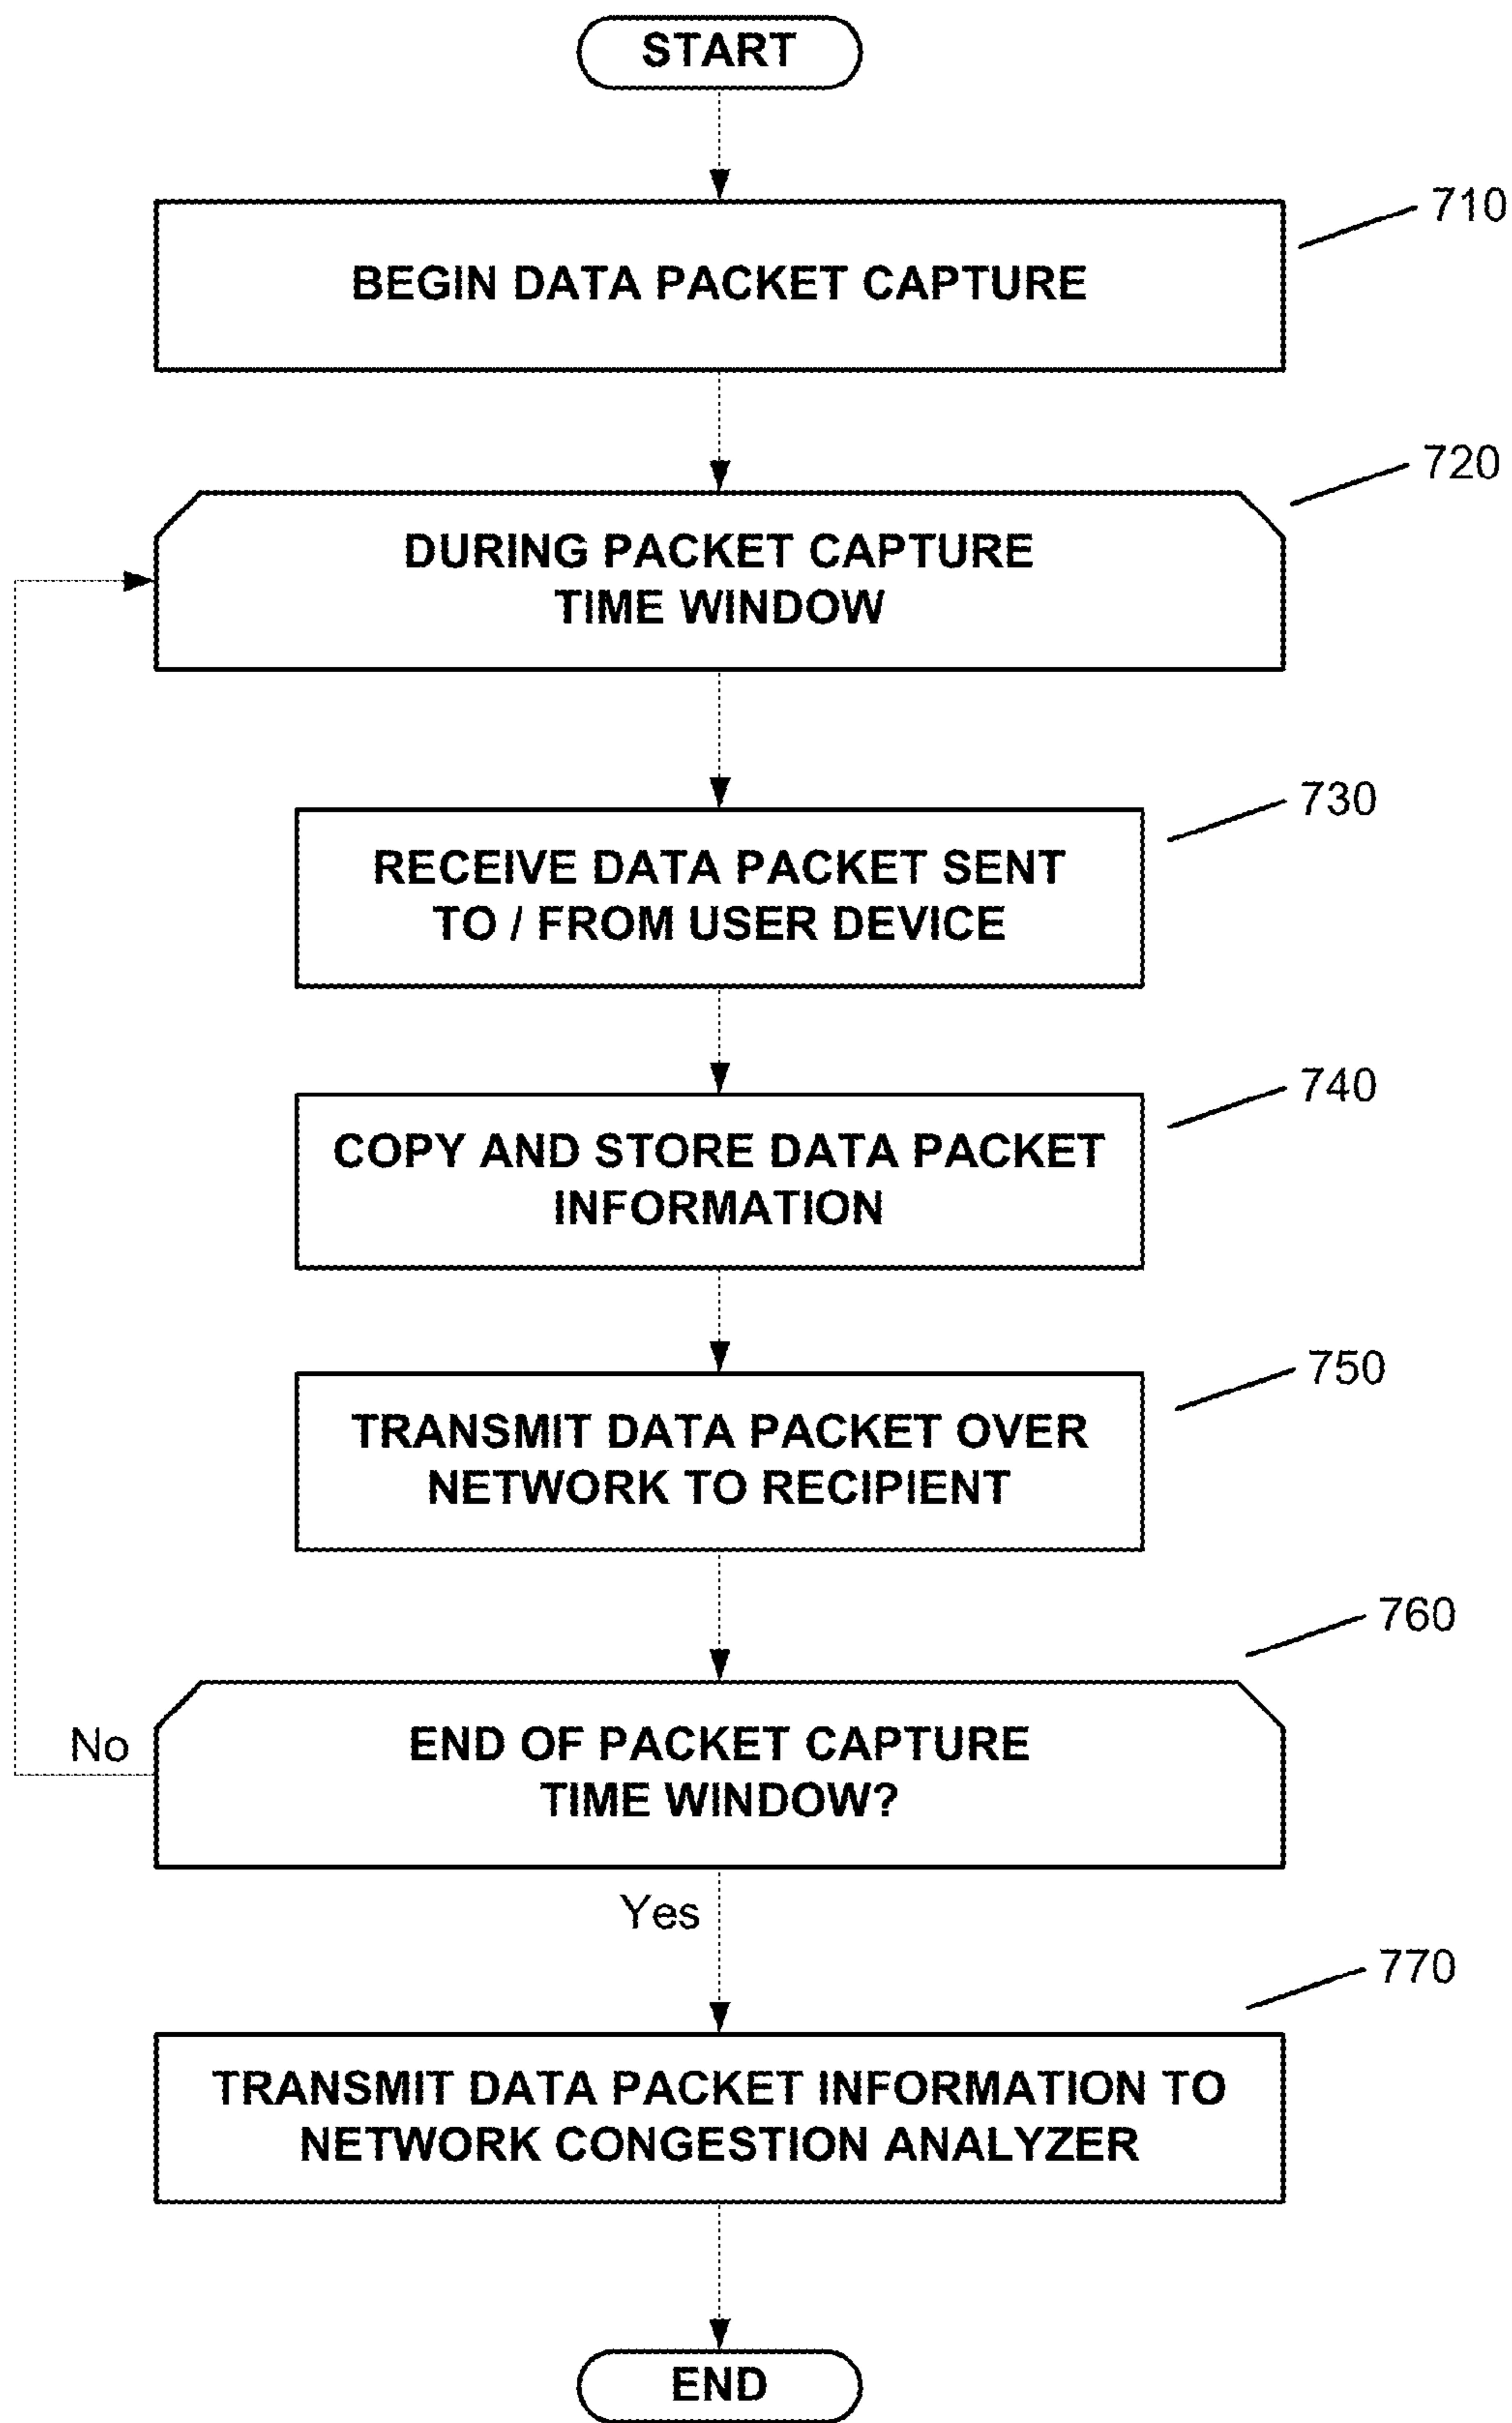 START
BEGIN DATA PACKET CAPTURE
710
DURING PACKET CAPTURE
TIME WINDOW
720
RECEIVE DATA PACKET SENT
TO / FROM USER DEVICE
730
COPY AND STORE DATA PACKET
INFORMATION
740
TRANSMIT DATA PACKET OVER
NETWORK TO RECIPIENT
750
END OF PACKET CAPTURE
TIME WINDOW?
760
No
Yes
TRANSMIT DATA PACKET INFORMATION TO
NETWORK CONGESTION ANALYZER
770
END